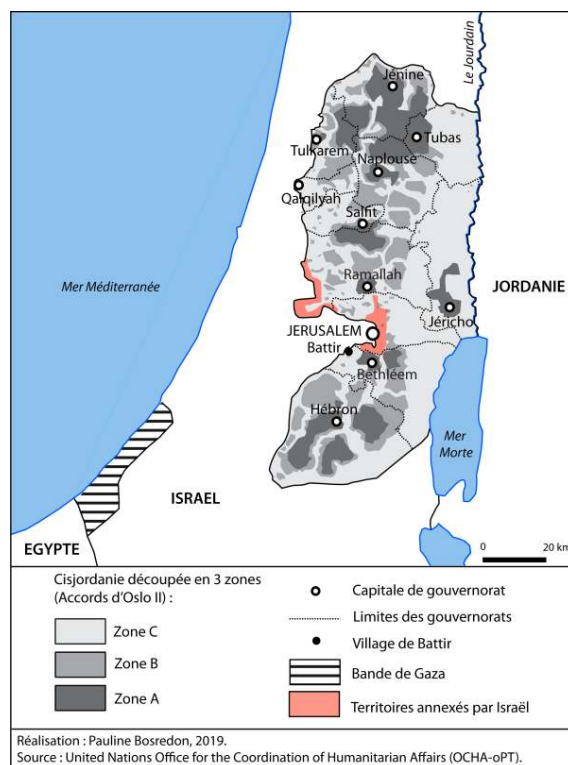 Le Jourdain
Jénine
Tubas
Tulkarem
Naplouse
Qalqilyah
Salfit
Mer Méditerranée
Ramallah
JORDANIE
Jéricho
JERUSALEM
Battir
Bethléem
Hébron
Mer
Morte
ISRAEL
EGYPTE
0 20 km
Cisjordanie découpée en 3 zones
(Accords d'Oslo II) :
Zone C
Zone B
Zone A
Capitale de gouvernorat
Limites des gouvernorats
Village de Battir
Bande de Gaza
Territoires annexés par Israël
Réalisation : Pauline Bosredon, 2019.
Source : United Nations Office for the Coordination of Humanitarian Affairs (OCHA-oPT).